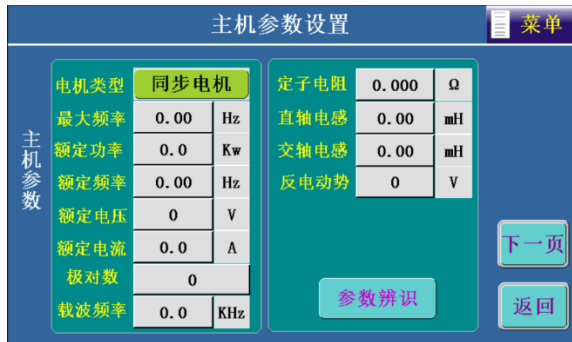 主机参数设置
菜单
主机参数
电机类型 同步电机
最大频率 0.00 Hz
额定功率 0.0 Kw
额定频率 0.00 Hz
额定电压 0 V
额定电流 0.0 A
极对数 0
载波频率 0.0 KHz
定子电阻 0.000 Ω
直轴电感 0.00 mH
交轴电感 0.00 mH
反电动势 0 V
参数辨识
下一页
返回